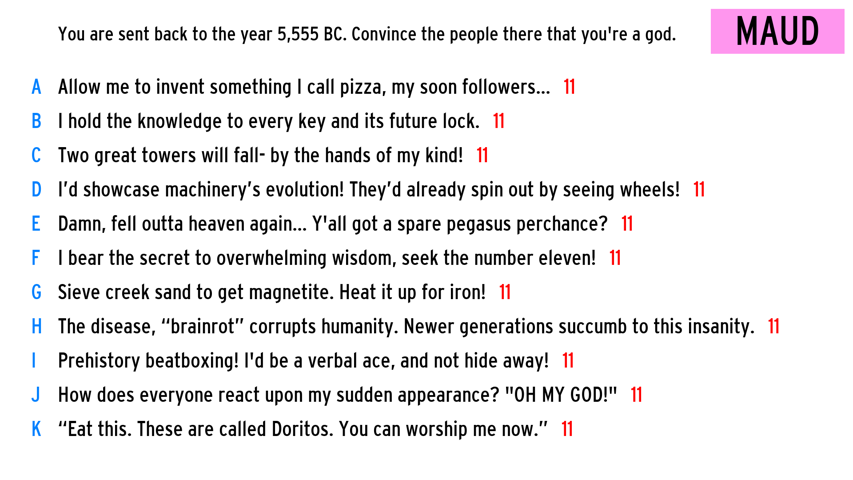 You are sent back to the year 5,555 BC. Convince the people there that you're a god.
MAUD
A Allow me to invent something I call pizza, my soon followers... 11
B I hold the knowledge to every key and its future lock. 11
C Two great towers will fall- by the hands of my kind! 11
D I’d showcase machinery’s evolution! They’d already spin out by seeing wheels! 11
E Damn, fell outta heaven again... Y'all got a spare pegasus perchance? 11
F I bear the secret to overwhelming wisdom, seek the number eleven! 11
G Sieve creek sand to get magnetite. Heat it up for iron! 11
H The disease, “brainrot” corrupts humanity. Newer generations succumb to this insanity. 11
I Prehistory beatboxing! I'd be a verbal ace, and not hide away! 11
J How does everyone react upon my sudden appearance? "OH MY GOD!" 11
K “Eat this. These are called Doritos. You can worship me now.” 11